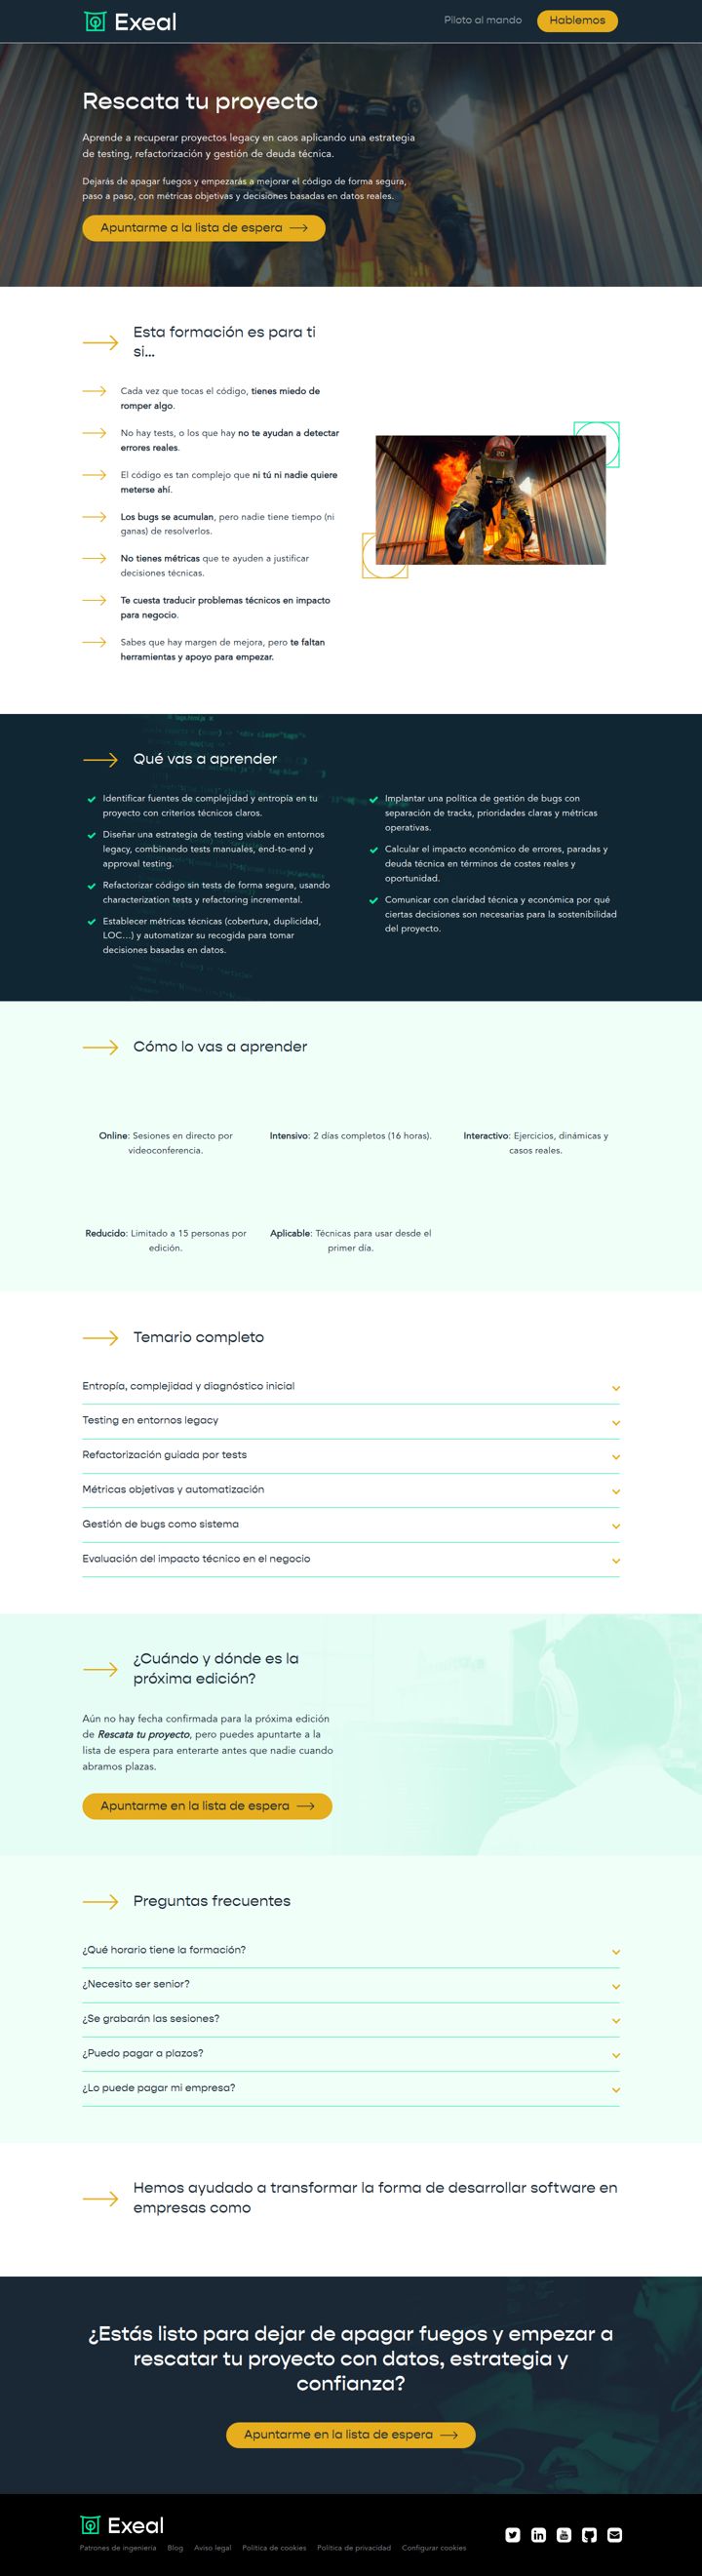 Exeal
Piloto al mando
Hablemos
Rescata tu proyecto
Aprende a recuperar proyectos legacy en caos aplicando una estrategia
de testing, refactorización y gestión de deuda técnica.
Dejarás de apagar fuegos y empezarás a mejorar el código de forma segura,
paso a paso, con métricas objetivas y decisiones basadas en datos reales.
Apuntarme a la lista de espera
Esta formación es para ti
si...
Cada vez que tocas el código, tienes miedo de
romper algo.
No hay tests, o los que hay no te ayudan a detectar
errores reales.
El código es tan complejo que ni tú ni nadie quiere
meterse ahí.
Los bugs se acumulan, pero nadie tiene tiempo (ni
ganas) de resolverlos.
No tienes métricas que te ayuden a justificar
decisiones técnicas.
Te cuesta traducir problemas técnicos en impacto
para negocio.
Sabes que hay margen de mejora, pero te faltan
herramientas y apoyo para empezar.
Qué vas a aprender
Identificar fuentes de complejidad y entropía en tu
proyecto con criterios técnicos claros.
Diseñar una estrategia de testing viable en entornos
legacy, combinando tests manuales, end-to-end y
approval testing.
Refactorizar código sin tests de forma segura, usando
characterization tests y refactoring incremental.
Establecer métricas técnicas (cobertura, duplicidad,
LOC...) y automatizar su recogida para tomar
decisiones basadas en datos.
Implantar una política de gestión de bugs con
separación de tracks, prioridades claras y métricas
operativas.
Calcular el impacto económico de errores, paradas y
deuda técnica en términos de costes reales y
oportunidad.
Comunicar con claridad técnica y económica por qué
ciertas decisiones son necesarias para la sostenibilidad
del proyecto.
Cómo lo vas a aprender
Online: Sesiones en directo por
videoconferencia.
Intensivo: 2 días completos (16 horas).
Interactivo: Ejercicios, dinámicas y
casos reales.
Reducido: Limitado a 15 personas por
edición.
Aplicable: Técnicas para usar desde el
primer día.
Temario completo
Entropía, complejidad y diagnóstico inicial
Testing en entornos legacy
Refactorización guiada por tests
Métricas objetivas y automatización
Gestión de bugs como sistema
Evaluación del impacto técnico en el negocio
¿Cuándo y dónde es la
próxima edición?
Aún no hay fecha confirmada para la próxima edición
de Rescata tu proyecto, pero puedes apuntarte a la
lista de espera para enterarte antes que nadie cuando
abramos plazas.
Apuntarme en la lista de espera
Preguntas frecuentes
¿Qué horario tiene la formación?
¿Necesito ser senior?
¿Se grabarán las sesiones?
¿Puedo pagar a plazos?
¿Lo puede pagar mi empresa?
Hemos ayudado a transformar la forma de desarrollar software en
empresas como
¿Estás listo para dejar de apagar fuegos y empezar a
rescatar tu proyecto con datos, estrategia y
confianza?
Apuntarme en la lista de espera
Exeal
Patrones de ingeniería Blog Aviso legal Política de cookies Política de privacidad Configurar cookies